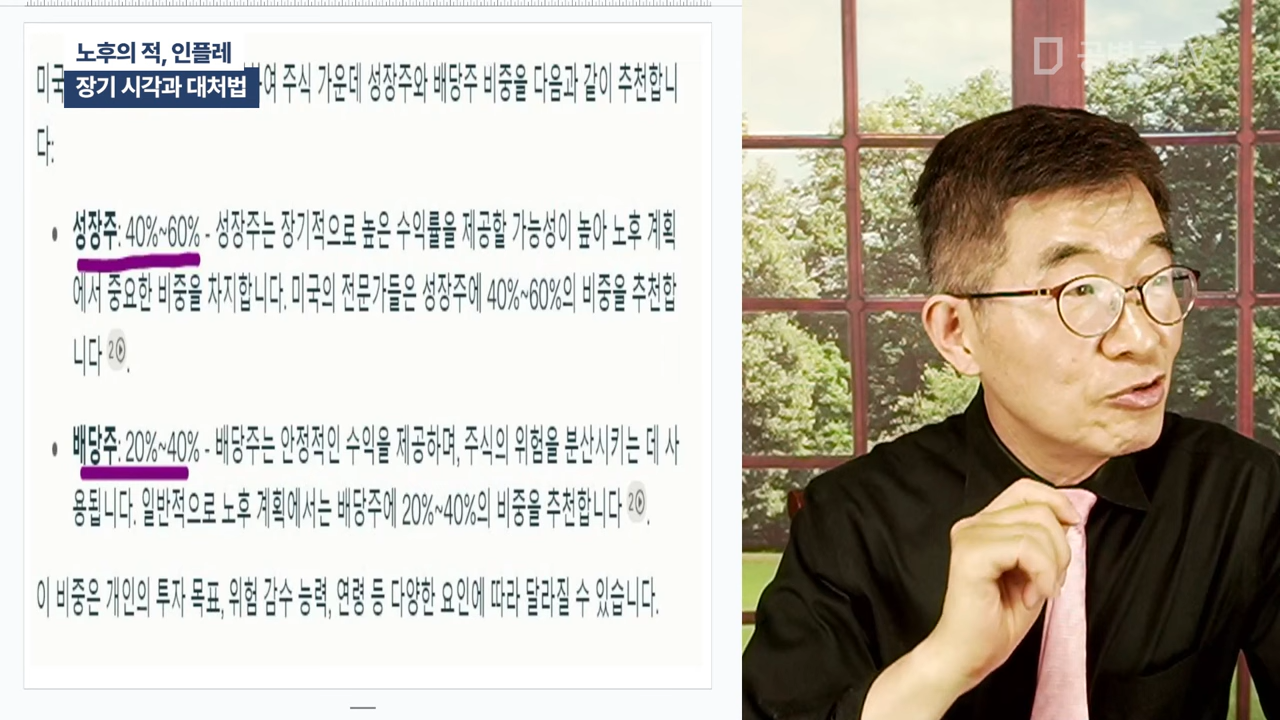 노후의 적, 인플레
장기 시각과 대처법
미국 여 주식 가운데 성장주와 배당주 비중을 다음과 같이 추천합니
다:
• 성장주: 40%~60% - 성장주는 장기적으로 높은 수익률을 제공할 가능성이 높아 노후 계획
에서 중요한 비중을 차지합니다. 미국의 전문가들은 성장주에 40%~60%의 비중을 추천합
니다 2.
• 배당주: 20%~40% - 배당주는 안정적인 수익을 제공하며, 주식의 위험을 분산시키는 데 사
용됩니다. 일반적으로 노후 계획에서는 배당주에 20%~40%의 비중을 추천합니다 2.
이 비중은 개인의 투자 목표, 위험 감수 능력, 연령 등 다양한 요인에 따라 달라질 수 있습니다.